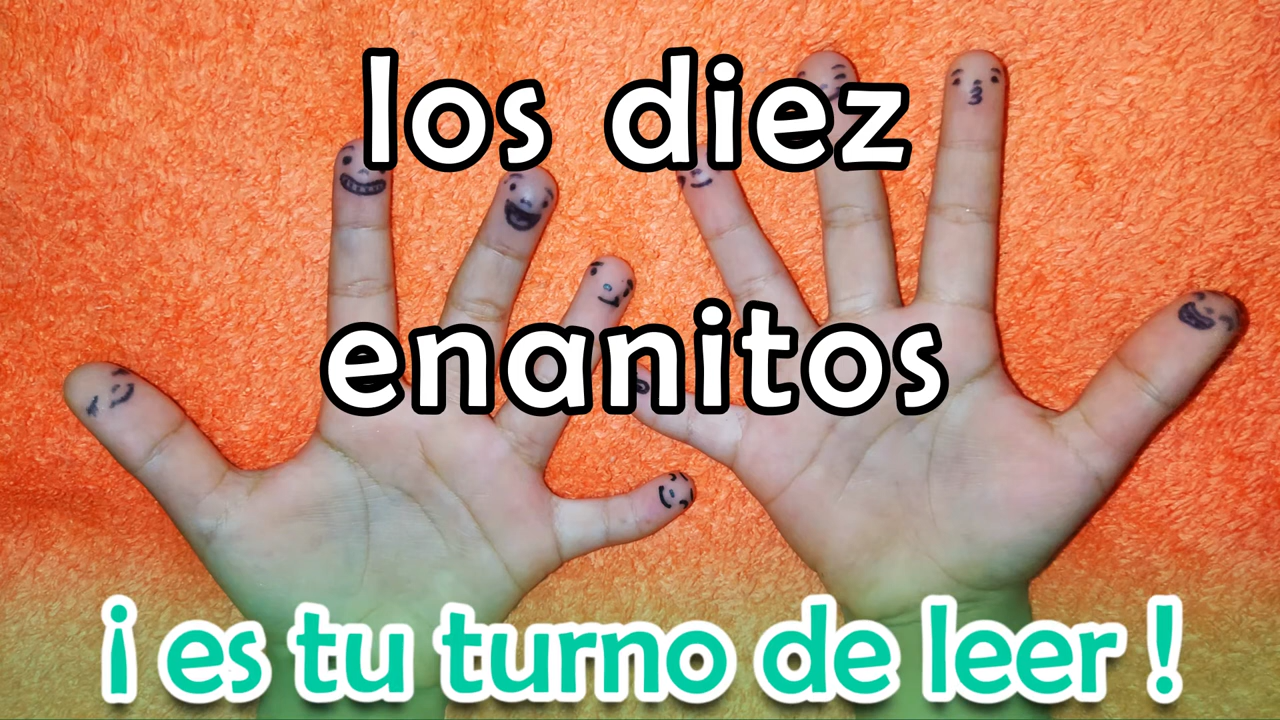 los diez
enanitos
¡ es tu turno de leer !